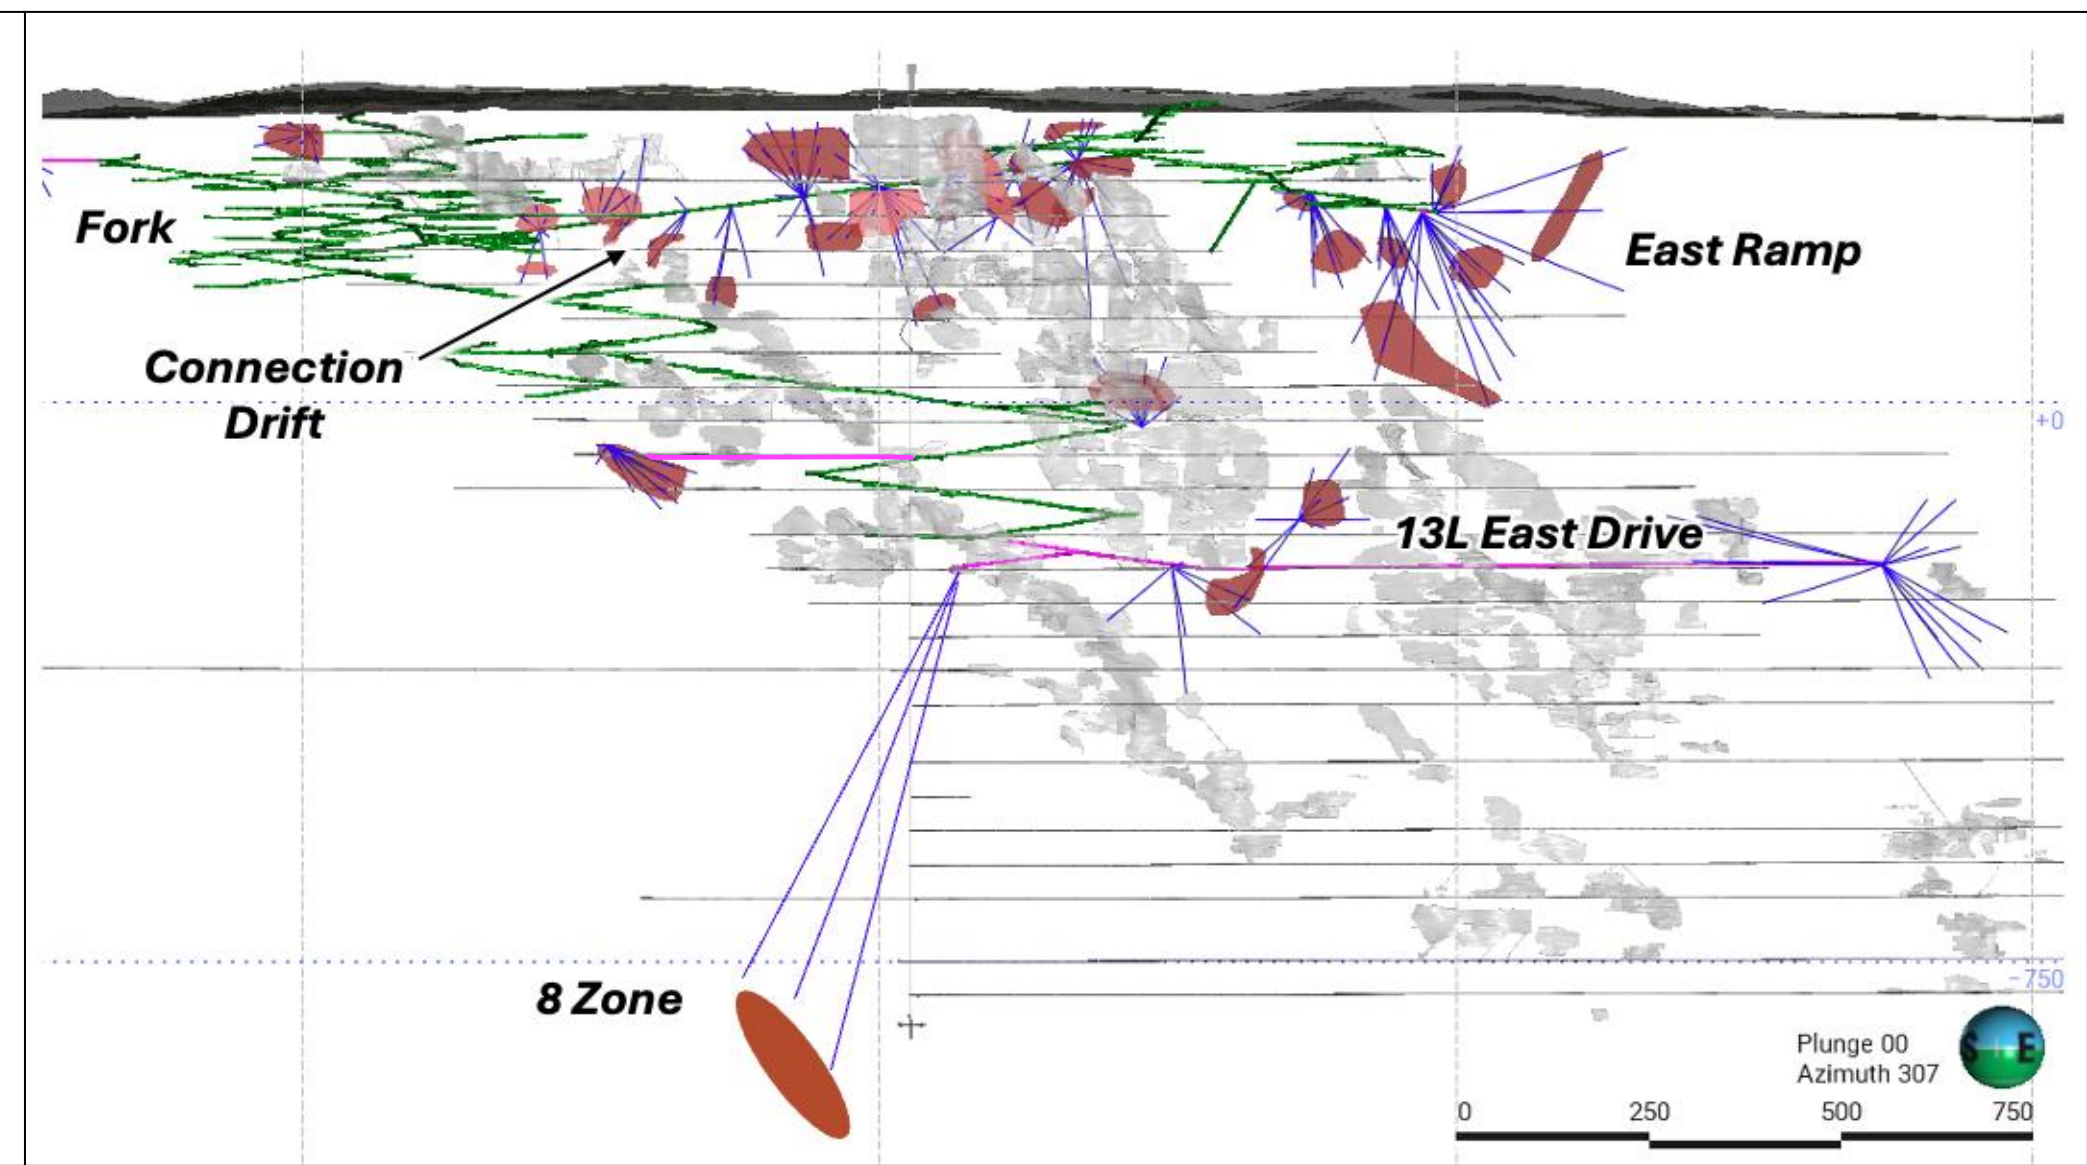 Fork
East Ramp
Connection
Drift
+0
13L East Drive
-750
8 Zone
Plunge 00
Azimuth 307
S E
0 250 500 750